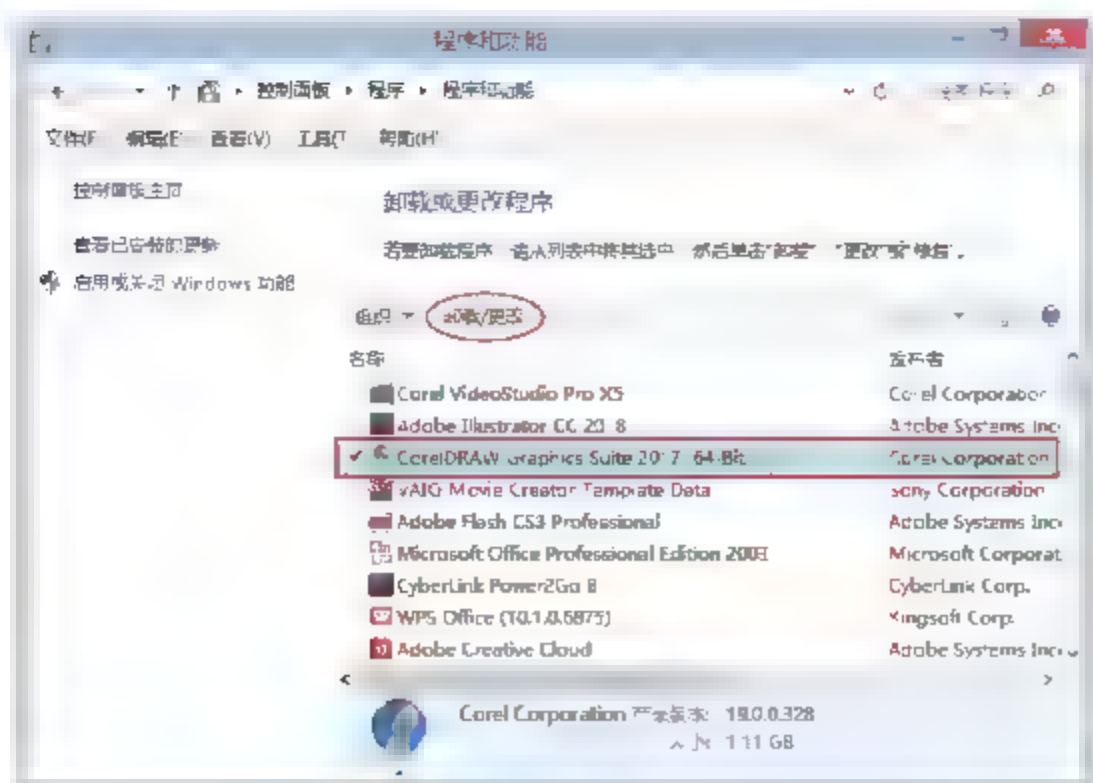 程序和功能
控制面板 程序 程序和功能
文件(F 编辑(E 查看(V) 工具(T 帮助(H
控制面板主页
卸载或更改程序
查看已安装的更新
若要卸载程序 请从列表中将其选中 然后单击"卸载" "更改"或"修复".
启用或关闭 Windows 功能
组织 卸载/更改
名称 发布者
Corel VideoStudio Pro X5 Corel Corporation
Adobe Illustrator CC 2018 Adobe Systems Inc
CorelDRAW Graphics Suite 2017 64-Bit Corel Corporation
VAIO Movie Creator Template Data Sony Corporation
Adobe Flash CS3 Professional Adobe Systems Inc
Microsoft Office Professional Edition 2003 Microsoft Corporat
CyberLink Power2Go 8 CyberLink Corp.
WPS Office (10.1.0.6875) Kingsoft Corp.
Adobe Creative Cloud Adobe Systems Inc
Corel Corporation 产品版本: 19.0.0.328
大小: 1.11 GB